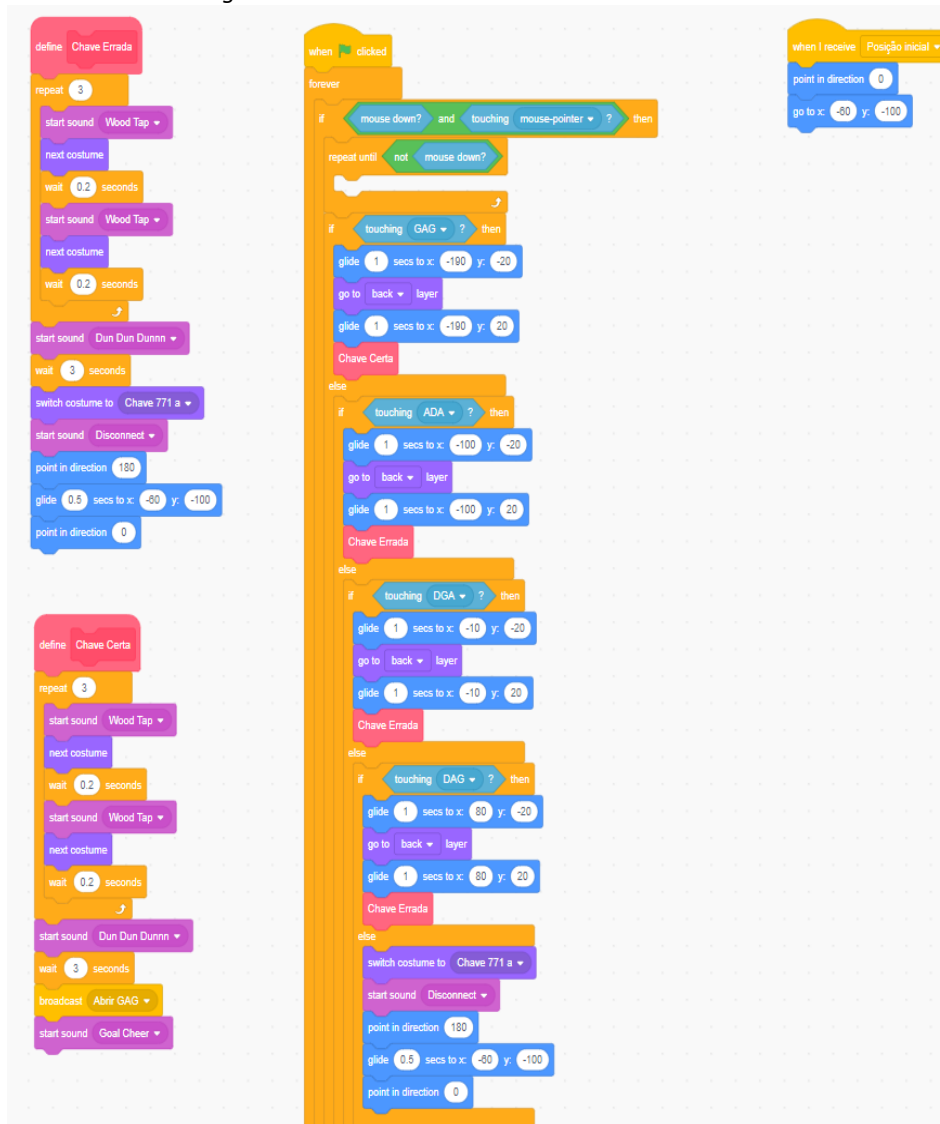 define Chave Errada
repeat 3
start sound Wood Tap
next costume
wait 0.2 seconds
start sound Wood Tap
next costume
wait 0.2 seconds
start sound Dun Dun Dunnn
wait 3 seconds
switch costume to Chave 771 a
start sound Disconnect
point in direction 180
glide 0.5 secs to x: -60 y: -100
point in direction 0
define Chave Certa
repeat 3
start sound Wood Tap
next costume
wait 0.2 seconds
start sound Wood Tap
next costume
wait 0.2 seconds
start sound Dun Dun Dunnn
wait 3 seconds
broadcast Abrir GAG
start sound Goal Cheer
when clicked
forever
if mouse down? and touching mouse-pointer ? then
repeat until not mouse down?
if touching GAG ? then
glide 1 secs to x: -190 y: -20
go to back layer
glide 1 secs to x: -190 y: 20
Chave Certa
else
if touching ADA ? then
glide 1 secs to x: -100 y: -20
go to back layer
glide 1 secs to x: -100 y: 20
Chave Errada
else
if touching DGA ? then
glide 1 secs to x: -10 y: -20
go to back layer
glide 1 secs to x: -10 y: 20
Chave Errada
else
if touching DAG ? then
glide 1 secs to x: 80 y: -20
go to back layer
glide 1 secs to x: 80 y: 20
Chave Errada
else
switch costume to Chave 771 a
start sound Disconnect
point in direction 180
glide 0.5 secs to x: -60 y: -100
point in direction 0
when I receive Posição inicial
point in direction 0
go to x: -60 y: -100